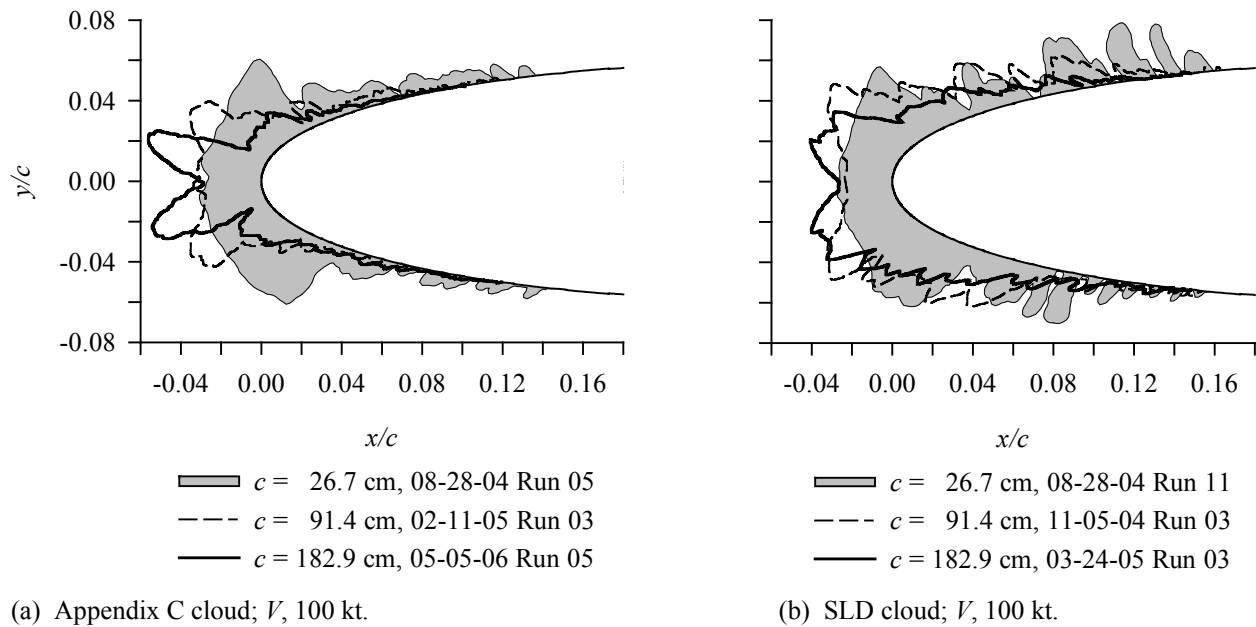 0.08
0.04
0.00
-0.04
-0.08
y/c
-0.04 0.00 0.04 0.08 0.12 0.16
x/c
c = 26.7 cm, 08-28-04 Run 05
c = 91.4 cm, 02-11-05 Run 03
c = 182.9 cm, 05-05-06 Run 05
(a) Appendix C cloud; V, 100 kt.
-0.04 0.00 0.04 0.08 0.12 0.16
x/c
c = 26.7 cm, 08-28-04 Run 11
c = 91.4 cm, 11-05-04 Run 03
c = 182.9 cm, 03-24-05 Run 03
(b) SLD cloud; V, 100 kt.